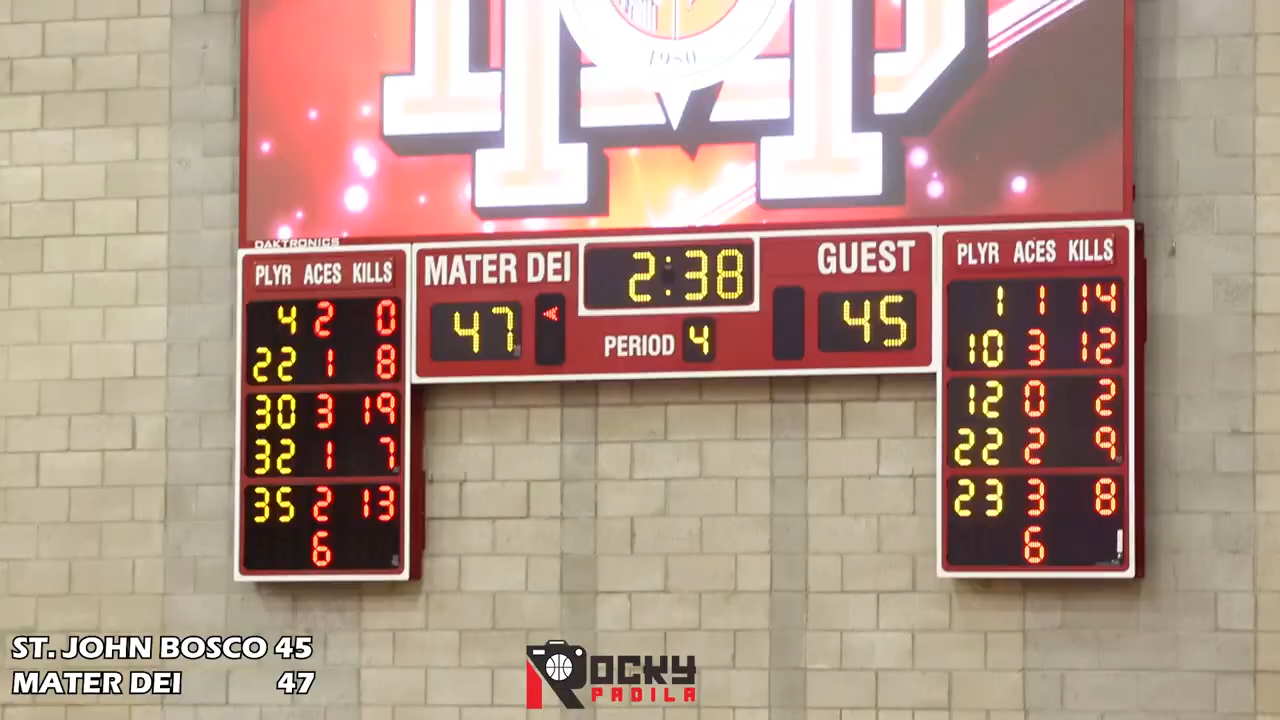 1980
DAKTRONICS
PLYR ACES KILLS
4 2 0
22 1 8
30 3 19
32 1 7
35 2 13
6
MATER DEI 2:38 GUEST
47 45
PERIOD 4
PLYR ACES KILLS
1 1 14
10 3 12
12 0 2
22 2 9
23 3 8
6
ST. JOHN BOSCO 45
MATER DEI 47
ROCKY
PADILA